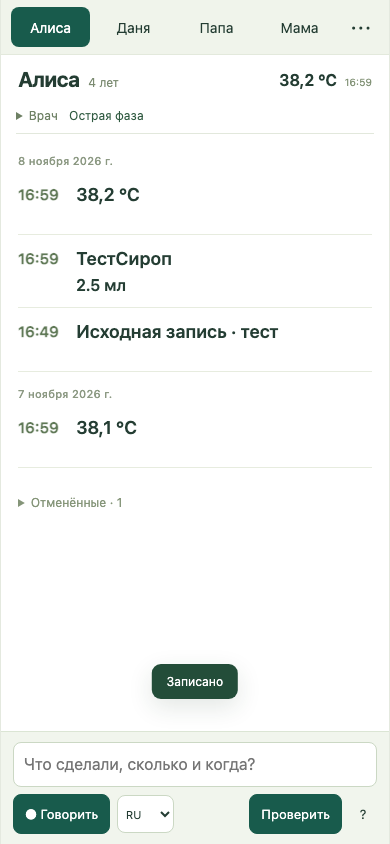 Алиса Даня Папа Мама •••
Алиса 4 лет 38,2 °C 16:59
▶ Врач Острая фаза
8 ноября 2026 г.
16:59 38,2 °C
16:59 ТестСироп
2.5 мл
16:49 Исходная запись · тест
7 ноября 2026 г.
16:59 38,1 °C
▶ Отменённые · 1
Записано
Что сделали, сколько и когда?
Говорить RU Проверить ?